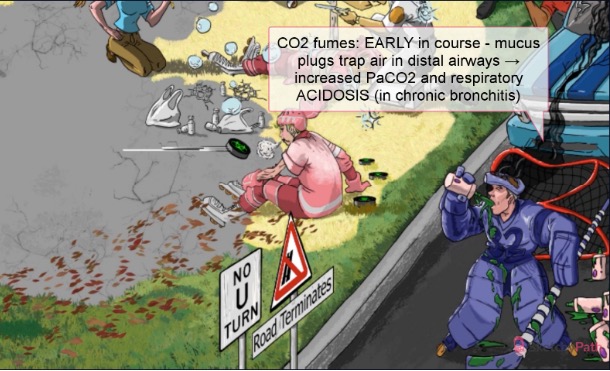 CO2 fumes: EARLY in course - mucus
plugs trap air in distal airways →
increased PaCO2 and respiratory
ACIDOSIS (in chronic bronchitis)
NO
U
TURN
Road Terminates